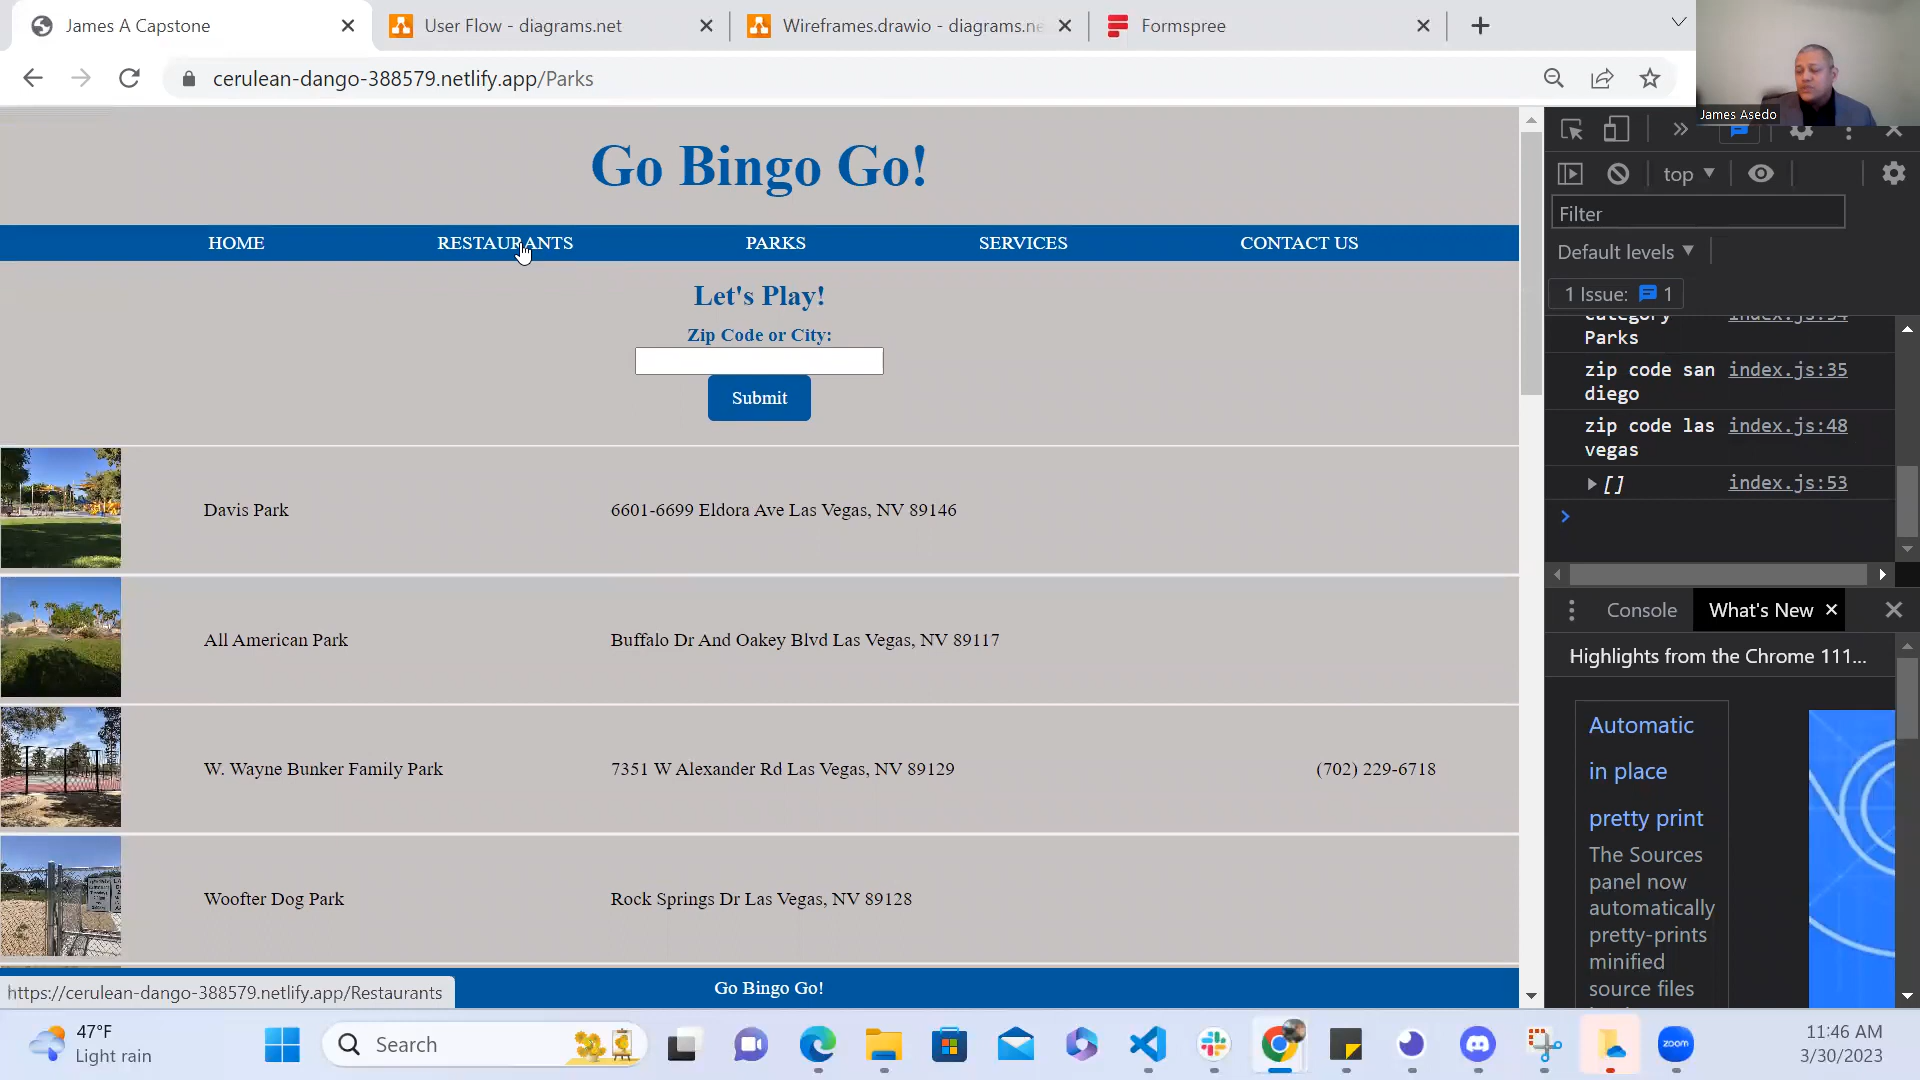 James A Capstone
User Flow - diagrams.net
Wireframes.drawio - diagrams.ne
Formspree
cerulean-dango-388579.netlify.app/Parks
James Asedo
Go Bingo Go!
HOME
RESTAURANTS
PARKS
SERVICES
CONTACT US
Let's Play!
Zip Code or City:
Submit
Davis Park
6601-6699 Eldora Ave Las Vegas, NV 89146
All American Park
Buffalo Dr And Oakey Blvd Las Vegas, NV 89117
W. Wayne Bunker Family Park
7351 W Alexander Rd Las Vegas, NV 89129
(702) 229-6718
Woofter Dog Park
Rock Springs Dr Las Vegas, NV 89128
Go Bingo Go!
https://cerulean-dango-388579.netlify.app/Restaurants
top
Filter
Default levels
1 Issue:
1
category
index.js:34
Parks
zip code san
index.js:35
diego
zip code las
index.js:48
vegas
[]
index.js:53
Console
What's New
Highlights from the Chrome 111...
Automatic
in place
pretty print
The Sources
panel now
automatically
pretty-prints
minified
source files
47°F
Light rain
Search
zoom
11:46 AM
3/30/2023